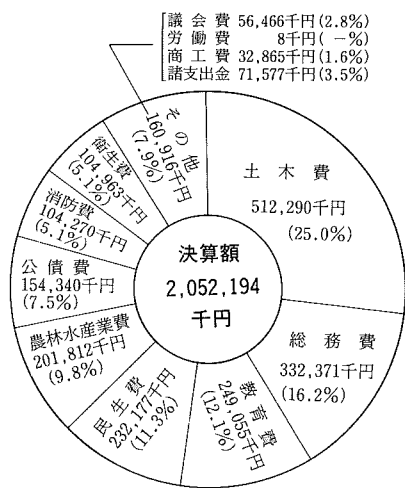 議会費 56,466千円(2.8%)
労働費 8千円( -%)
商工費 32,865千円(1.6%)
諸支出金 71,577千円(3.5%)
土木費
512,290千円
(25.0%)
総務費
332,371千円
(16.2%)
教育費
249,055千円
(12.1%)
民生費
232,177千円
(11.3%)
農林水産業費
201,812千円
(9.8%)
公債費
154,340千円
(7.5%)
消防費
104,270千円
(5.1%)
衛生費
104,963千円
(5.1%)
その他
160,916千円
(7.9%)
決算額
2,052,194
千円